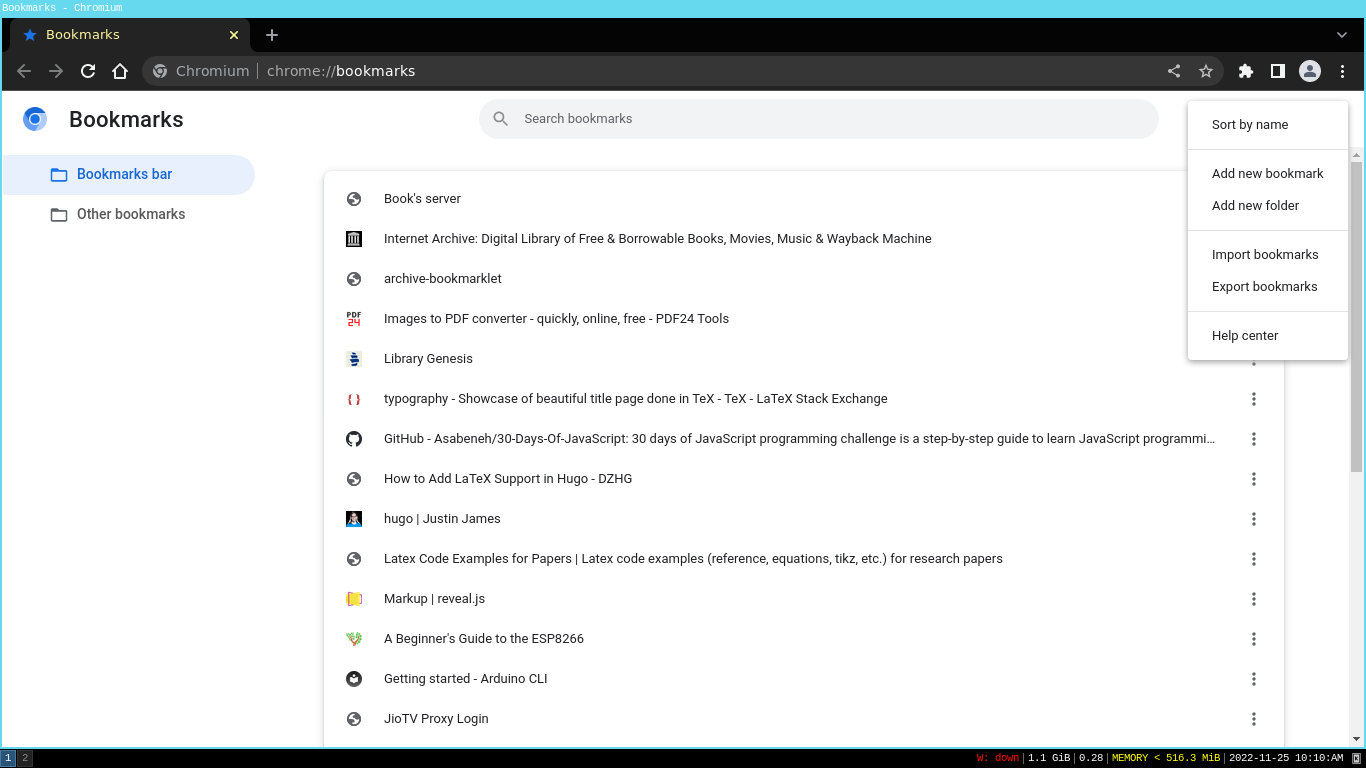 Bookmarks - Chromium
Bookmarks
Chromium
chrome://bookmarks
Bookmarks
Search bookmarks
Sort by name
Add new bookmark
Add new folder
Import bookmarks
Export bookmarks
Help center
Bookmarks bar
Other bookmarks
Book's server
Internet Archive: Digital Library of Free & Borrowable Books, Movies, Music & Wayback Machine
archive-bookmarklet
PDF
24
Images to PDF converter - quickly, online, free - PDF24 Tools
Library Genesis
typography - Showcase of beautiful title page done in TeX - TeX - LaTeX Stack Exchange
GitHub - Asabeneh/30-Days-Of-JavaScript: 30 days of JavaScript programming challenge is a step-by-step guide to learn JavaScript programmi…
How to Add LaTeX Support in Hugo - DZHG
hugo | Justin James
Latex Code Examples for Papers | Latex code examples (reference, equations, tikz, etc.) for research papers
Markup | reveal.js
A Beginner's Guide to the ESP8266
Getting started - Arduino CLI
JioTV Proxy Login
1 2
W: down|1.1 GiB|0.28|MEMORY < 516.3 MiB|2022-11-25 10:10:AM